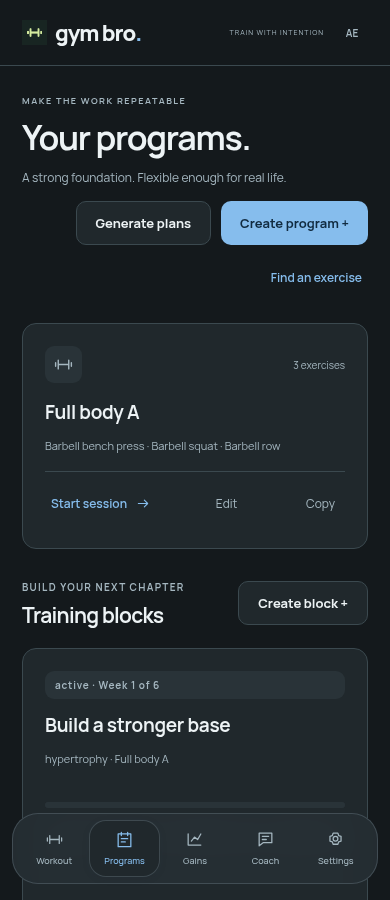 gym bro.
TRAIN WITH INTENTION
AE
MAKE THE WORK REPEATABLE
Your programs.
A strong foundation. Flexible enough for real life.
Generate plans
Create program +
Find an exercise
3 exercises
Full body A
Barbell bench press · Barbell squat · Barbell row
Start session →
Edit
Copy
BUILD YOUR NEXT CHAPTER
Training blocks
Create block +
active · Week 1 of 6
Build a stronger base
hypertrophy · Full body A
Workout
Programs
Gains
Coach
Settings